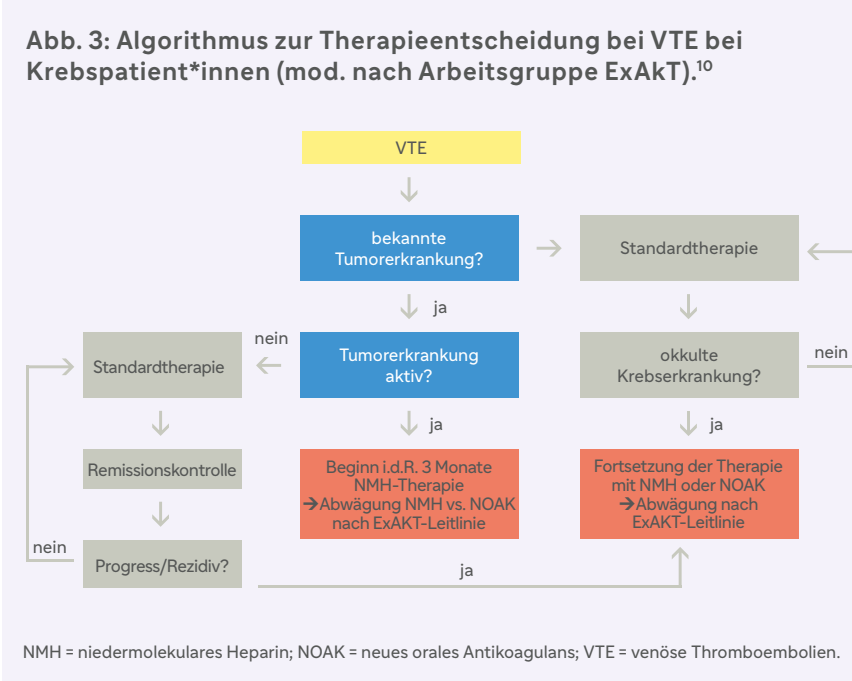 Abb. 3: Algorithmus zur Therapieentscheidung bei VTE bei
Krebspatient*innen (mod. nach Arbeitsgruppe ExAkT).¹⁰
VTE
bekannte
Tumorerkrankung?
Standardtherapie
ja
nein
Standardtherapie
Tumorerkrankung
aktiv?
okkulte
Krebserkrankung?
nein
ja
ja
Remissionskontrolle
Beginn i.d.R. 3 Monate
NMH-Therapie
→Abwägung NMH vs. NOAK
nach ExAKT-Leitlinie
Fortsetzung der Therapie
mit NMH oder NOAK
→Abwägung nach
ExAKT-Leitlinie
nein
Progress/Rezidiv?
ja
NMH = niedermolekulares Heparin; NOAK = neues orales Antikoagulans; VTE = venöse Thromboembolien.